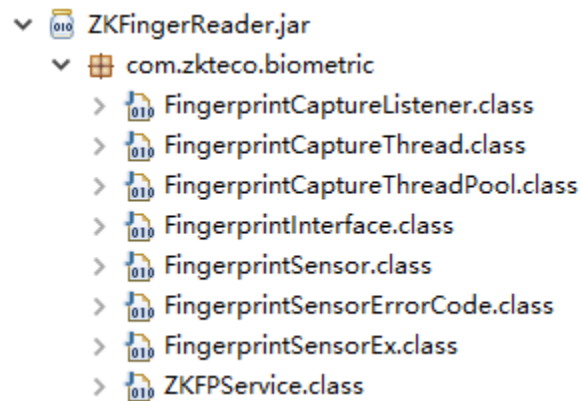 ZKFingerReader.jar
com.zkteco.biometric
FingerprintCaptureListener.class
FingerprintCaptureThread.class
FingerprintCaptureThreadPool.class
FingerprintInterface.class
FingerprintSensor.class
FingerprintSensorErrorCode.class
FingerprintSensorEx.class
ZKFPService.class